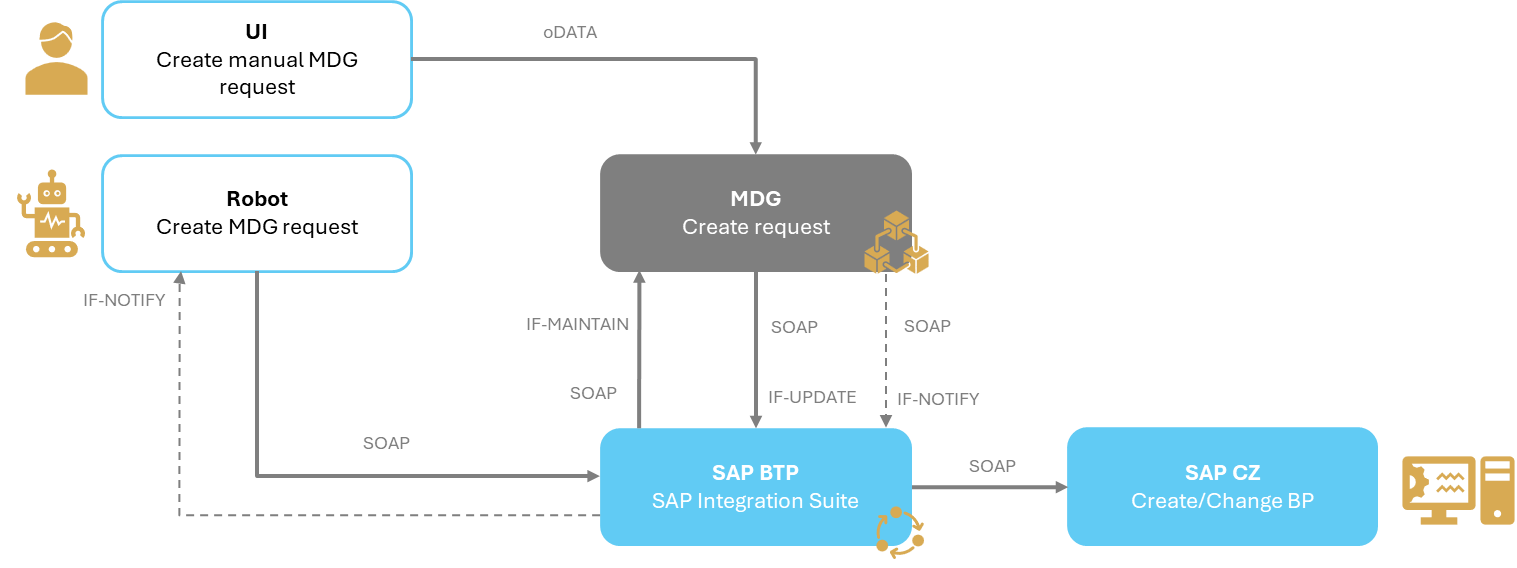 UI
Create manual MDG
request
oDATA
Robot
Create MDG request
MDG
Create request
IF-NOTIFY
IF-MAINTAIN
SOAP
SOAP
SOAP
IF-UPDATE
IF-NOTIFY
SOAP
SOAP
SAP BTP
SAP Integration Suite
SOAP
SAP CZ
Create/Change BP